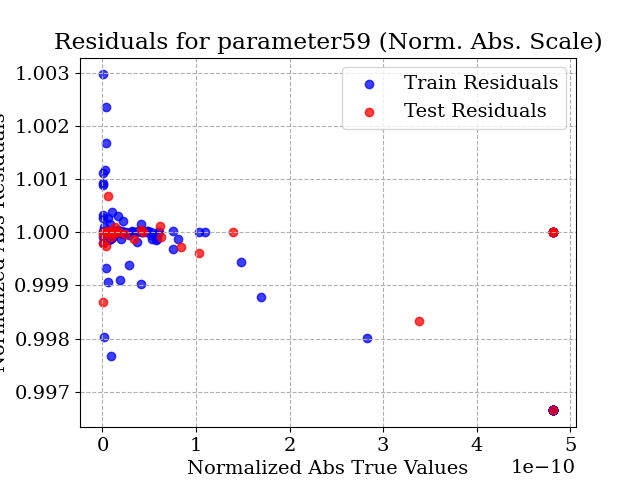 Residuals for parameter59 (Norm. Abs. Scale)
Train Residuals
Test Residuals
1.003
1.002
1.001
1.000
0.999
0.998
0.997
Normalized Abs Residuals
0 1 2 3 4 5
1e−10
Normalized Abs True Values